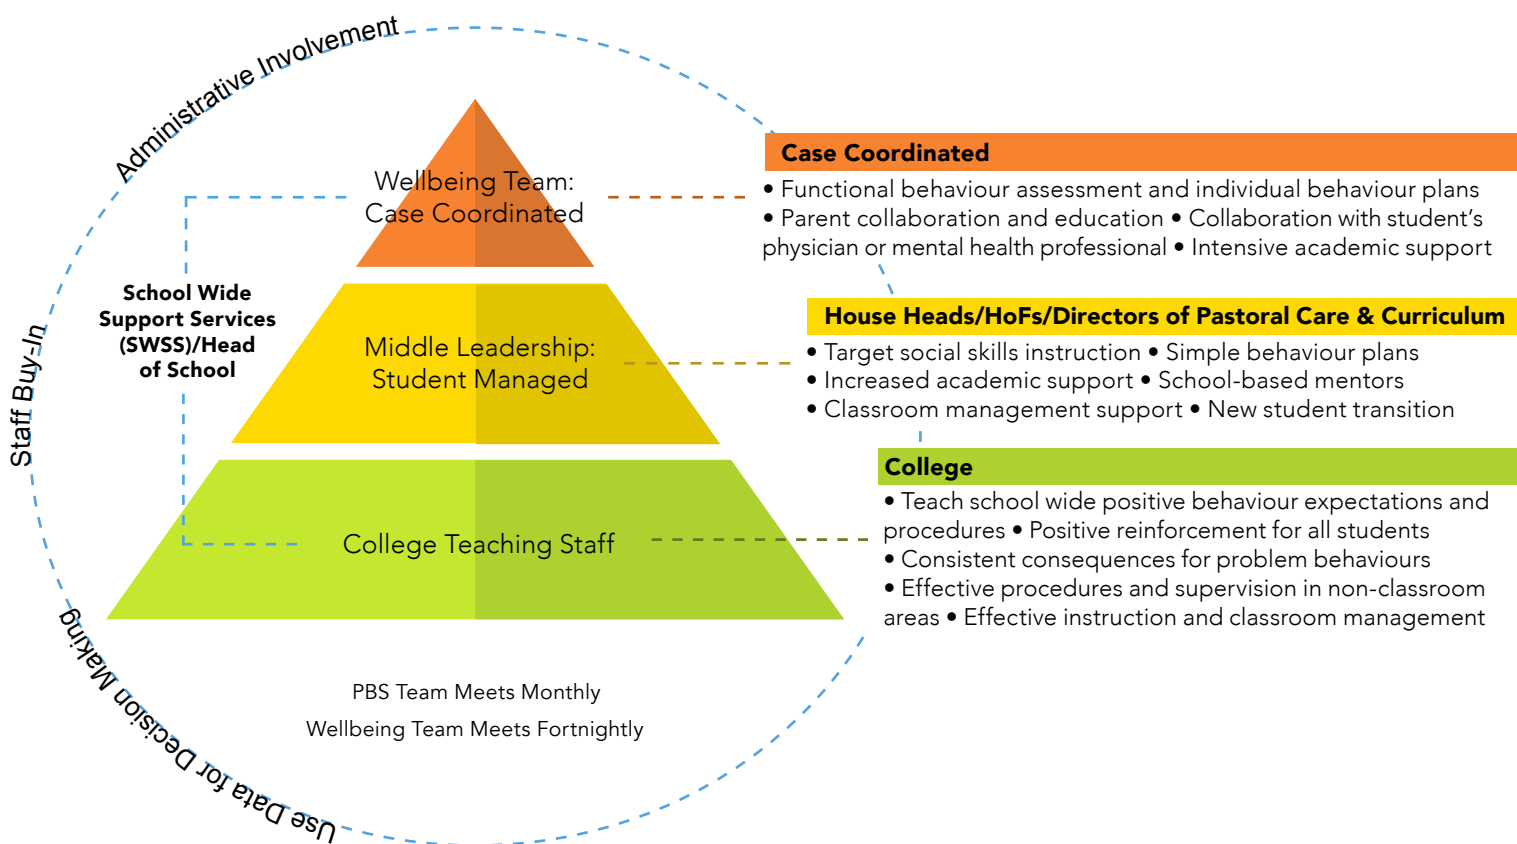 Administrative Involvement
Staff Buy-In
Use Data for Decision Making
Wellbeing Team:
Case Coordinated
School Wide
Support Services
(SWSS)/Head
of School
Middle Leadership:
Student Managed
College Teaching Staff
PBS Team Meets Monthly
Wellbeing Team Meets Fortnightly
Case Coordinated
• Functional behaviour assessment and individual behaviour plans
• Parent collaboration and education • Collaboration with student’s
physician or mental health professional • Intensive academic support
House Heads/HoFs/Directors of Pastoral Care & Curriculum
• Target social skills instruction • Simple behaviour plans
• Increased academic support • School-based mentors
• Classroom management support • New student transition
College
• Teach school wide positive behaviour expectations and
procedures • Positive reinforcement for all students
• Consistent consequences for problem behaviours
• Effective procedures and supervision in non-classroom
areas • Effective instruction and classroom management